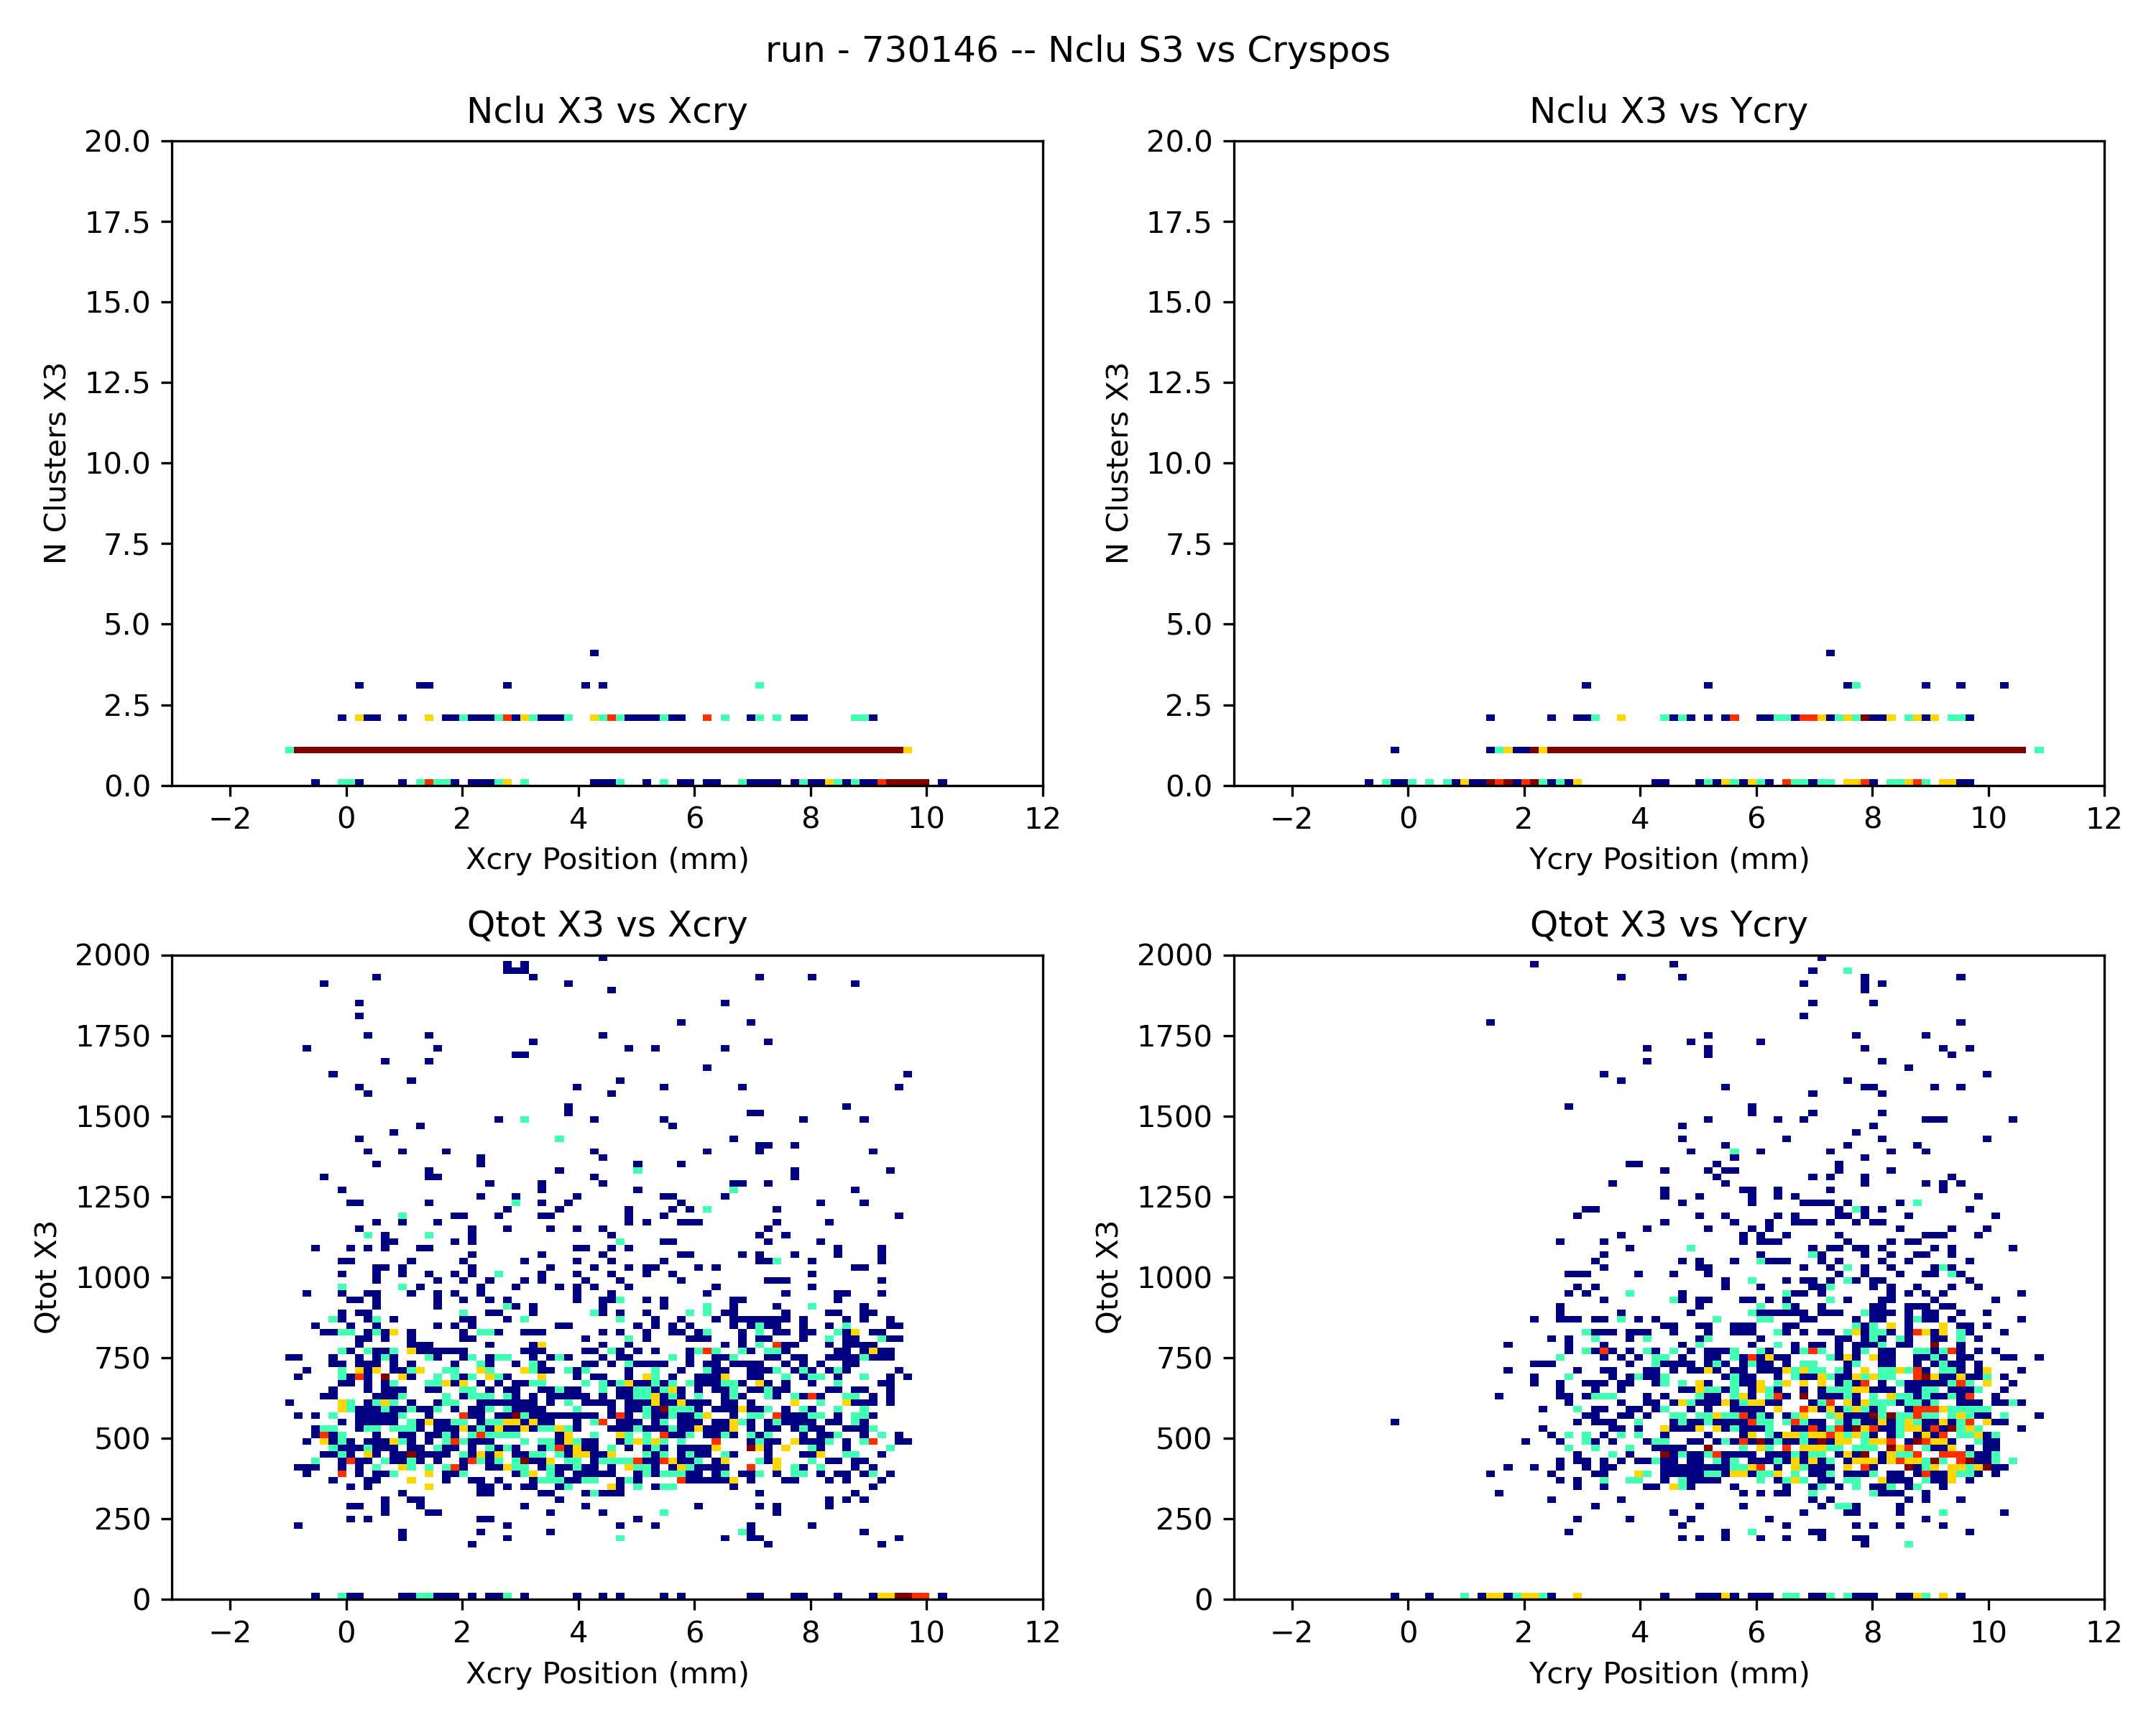 run - 730146 -- Nclu S3 vs Cryspos
Nclu X3 vs Xcry
20.0
17.5
15.0
12.5
10.0
7.5
5.0
2.5
0.0
N Clusters X3
−2 0 2 4 6 8 10 12
Xcry Position (mm)
Nclu X3 vs Ycry
20.0
17.5
15.0
12.5
10.0
7.5
5.0
2.5
0.0
N Clusters X3
−2 0 2 4 6 8 10 12
Ycry Position (mm)
Qtot X3 vs Xcry
2000
1750
1500
1250
1000
750
500
250
0
Qtot X3
−2 0 2 4 6 8 10 12
Xcry Position (mm)
Qtot X3 vs Ycry
2000
1750
1500
1250
1000
750
500
250
0
Qtot X3
−2 0 2 4 6 8 10 12
Ycry Position (mm)